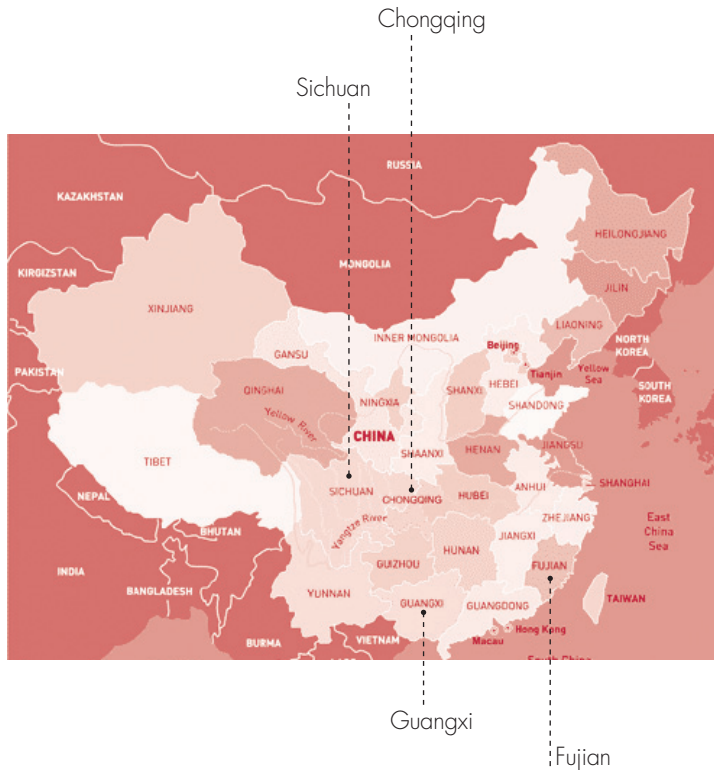 Chongqing
Sichuan
RUSSIA
KAZAKHSTAN
HEILONGJIANG
MONGOLIA
KIRGIZSTAN
JILIN
XINJIANG
LIAONING
INNER MONGOLIA
NORTH
KOREA
Beijing
GANSU
Tianjin
Yellow
Sea
PAKISTAN
HEBEI
SHANXI
QINGHAI
NINGXIA
SOUTH
KOREA
SHANDONG
Yellow River
CHINA
JIANGSU
HENAN
SHAANXI
TIBET
SHANGHAI
ANHUI
SICHUAN
CHONGQING
HUBEI
NEPAL
ZHEJIANG
East
China
Sea
Yangtze River
BHUTAN
JIANGXI
HUNAN
GUIZHOU
FUJIAN
INDIA
BANGLADESH
YUNNAN
GUANGXI
GUANGDONG
TAIWAN
Hong Kong
Macau
BURMA
VIETNAM
South China
Guangxi
Fujian